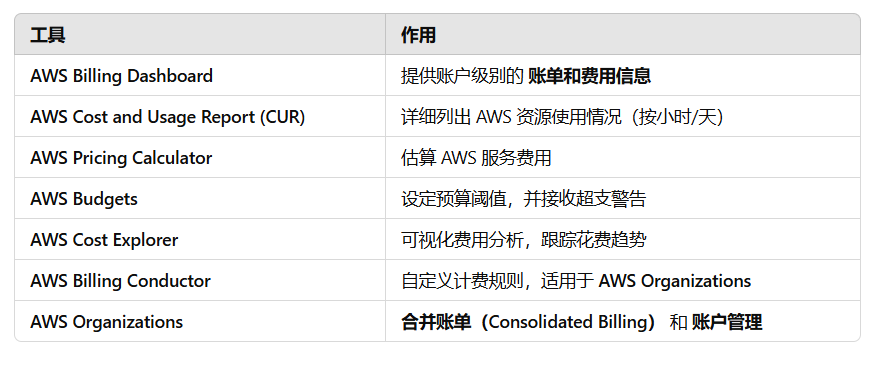 工具 作用
AWS Billing Dashboard 提供账户级别的 账单和费用信息
AWS Cost and Usage Report (CUR) 详细列出 AWS 资源使用情况（按小时/天）
AWS Pricing Calculator 估算 AWS 服务费用
AWS Budgets 设定预算阈值，并接收超支警告
AWS Cost Explorer 可视化费用分析，跟踪花费趋势
AWS Billing Conductor 自定义计费规则，适用于 AWS Organizations
AWS Organizations 合并账单（Consolidated Billing） 和 账户管理